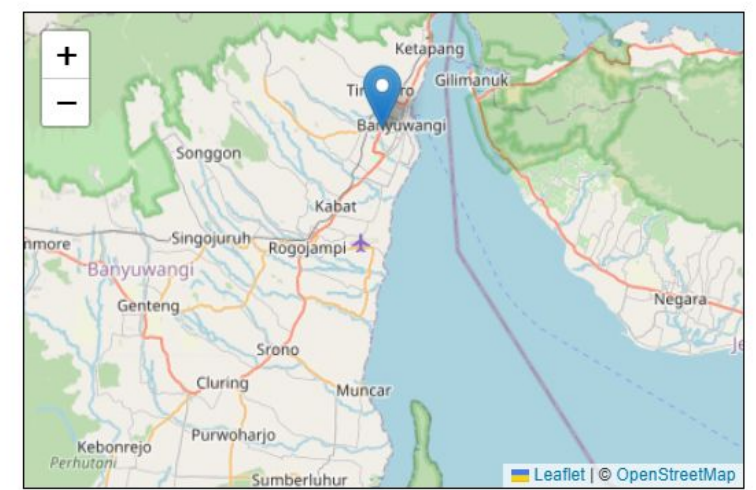 +
−
Ketapang
Gilimanuk
Banyuwangi
Songgon
Kabat
Singojuruh
Rogojampi
Banyuwangi
Genteng
Negara
Srono
Cluring
Muncar
Purwoharjo
Kebonrejo
Perhutani
Sumberluhur
Leaflet | © OpenStreetMap